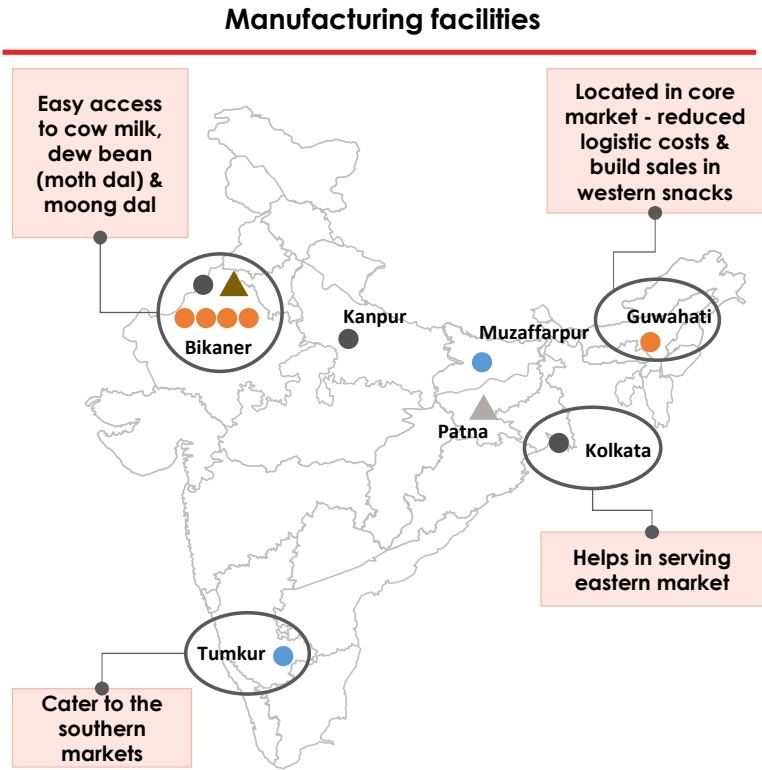 Manufacturing facilities
Easy access
to cow milk,
dew bean
(moth dal) &
moong dal
Located in core
market - reduced
logistic costs &
build sales in
western snacks
Bikaner
Kanpur
Muzaffarpur
Guwahati
Patna
Kolkata
Helps in serving
eastern market
Tumkur
Cater to the
southern
markets